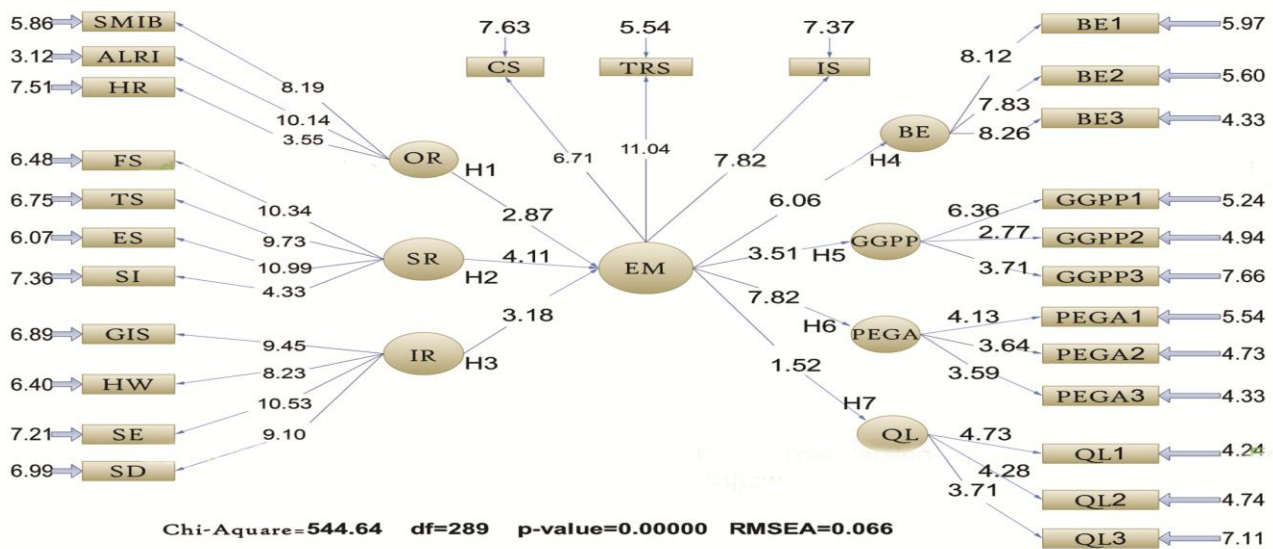 5.86 SMIB
3.12 ALRI
7.51 HR
8.19
10.14
3.55
OR
H1
2.87
6.48 FS
6.75 TS
6.07 ES
7.36 SI
10.34
9.73
10.99
4.33
SR
H2
4.11
6.89 GIS
6.40 HW
7.21 SE
6.99 SD
9.45
8.23
10.53
9.10
IR
H3
3.18
7.63 5.54 7.37
CS TRS IS
6.71 11.04 7.82
EM
6.06
H4
BE
8.12
7.83
8.26
BE1 5.97
BE2 5.60
BE3 4.33
3.51
H5
GGPP
6.36
2.77
3.71
GGPP1 5.24
GGPP2 4.94
GGPP3 7.66
7.82
H6
PEGA
4.13
3.64
3.59
PEGA1 5.54
PEGA2 4.73
PEGA3 4.33
1.52
H7
QL
4.73
4.28
3.71
QL1 4.24
QL2 4.74
QL3 7.11
Chi-Aquare=544.64 df=289 p-value=0.00000 RMSEA=0.066